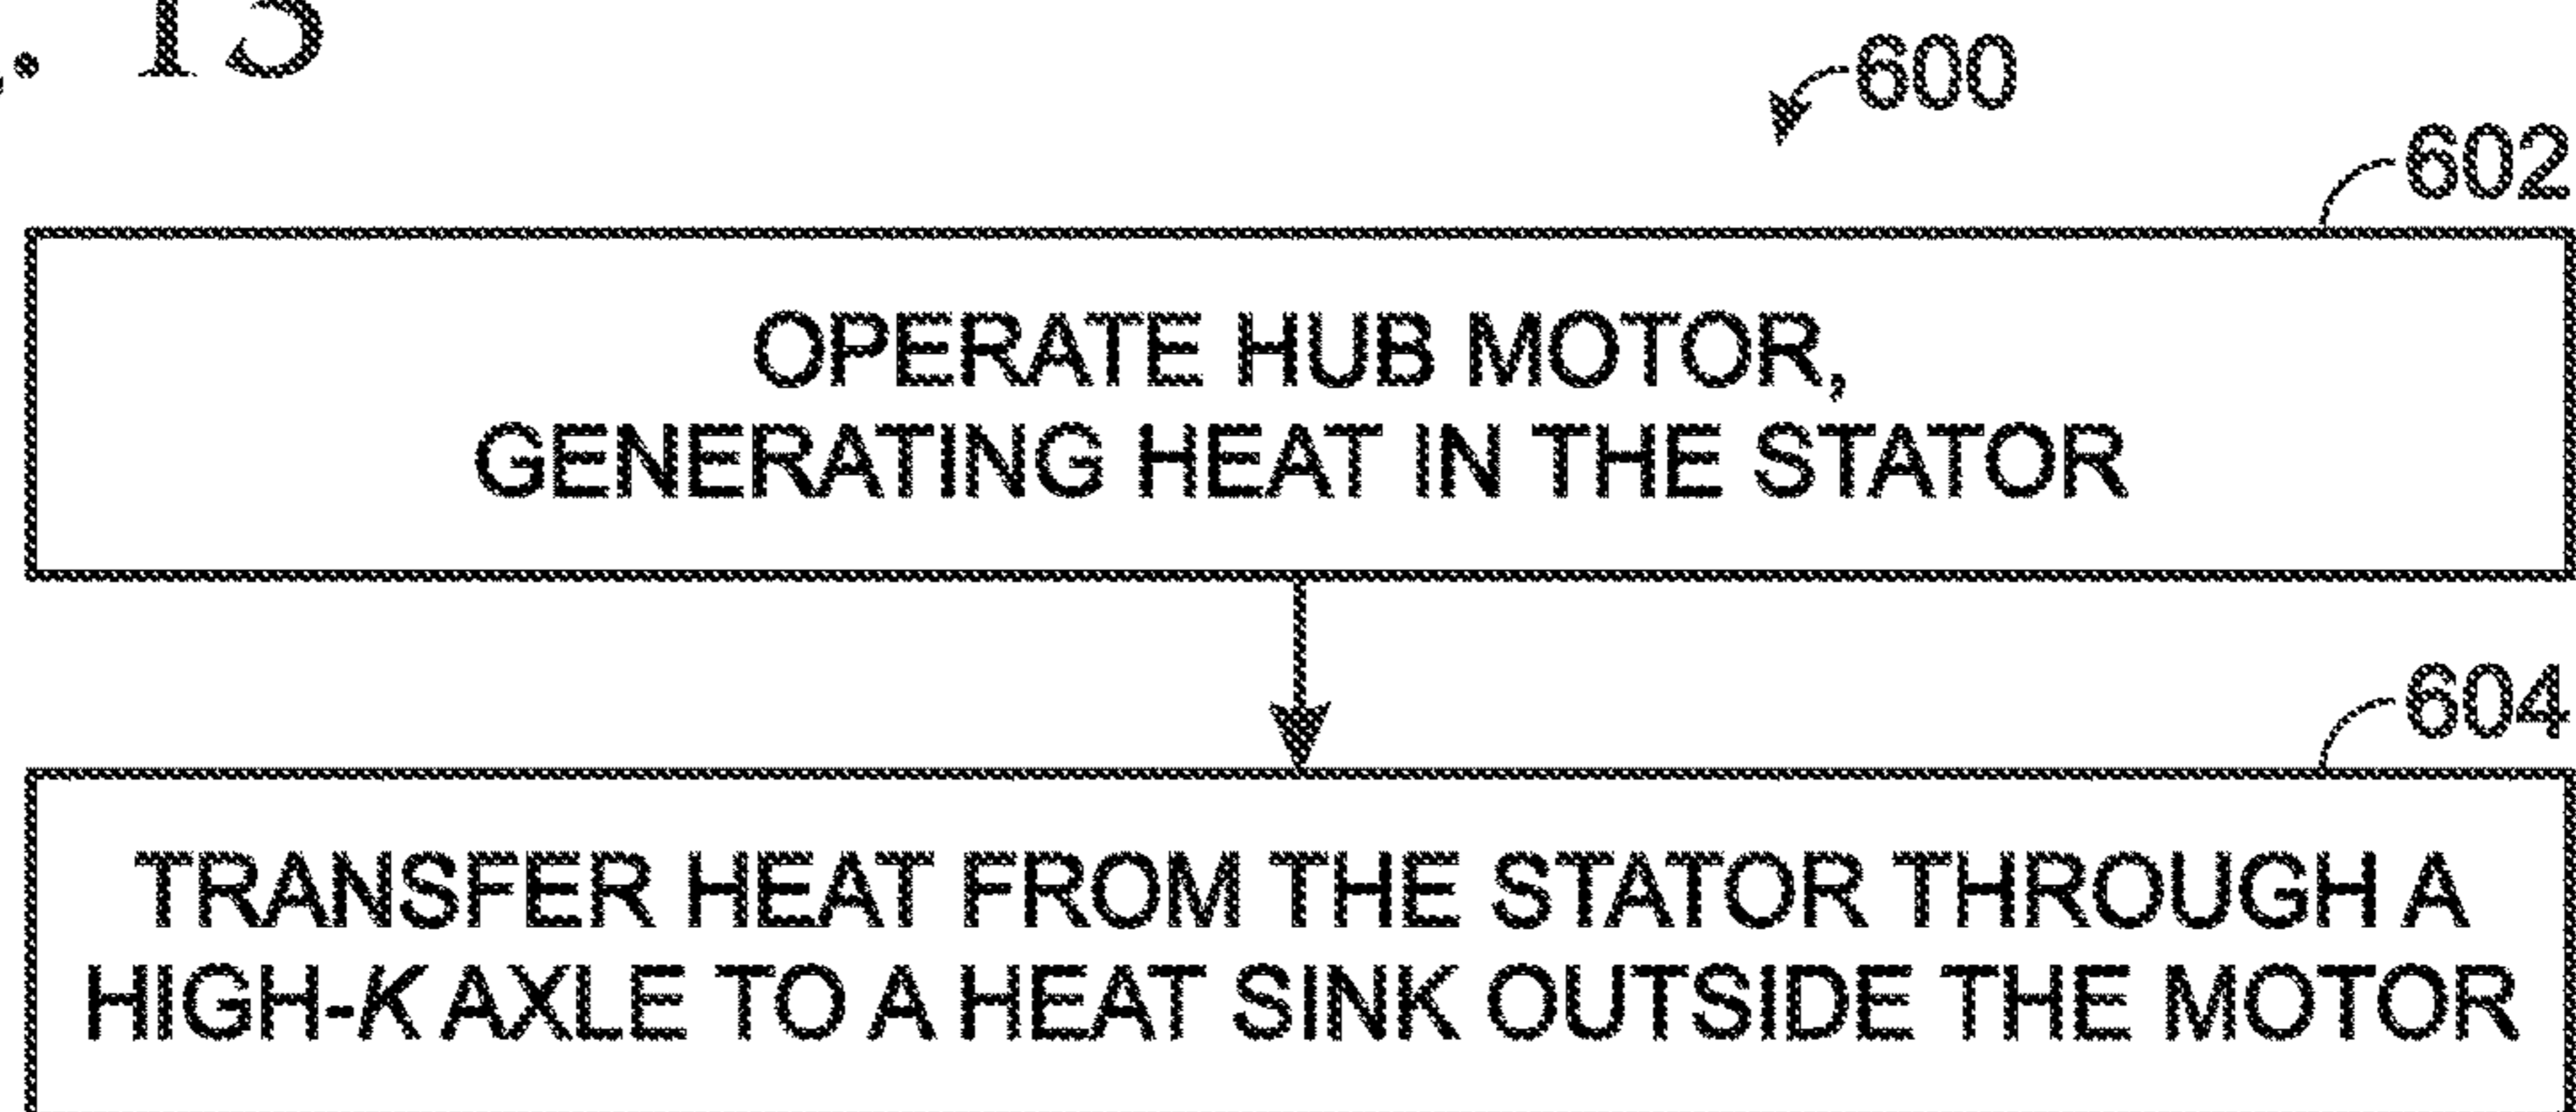 600
602
OPERATE HUB MOTOR,
GENERATING HEAT IN THE STATOR
604
TRANSFER HEAT FROM THE STATOR THROUGH A
HIGH-K AXLE TO A HEAT SINK OUTSIDE THE MOTOR